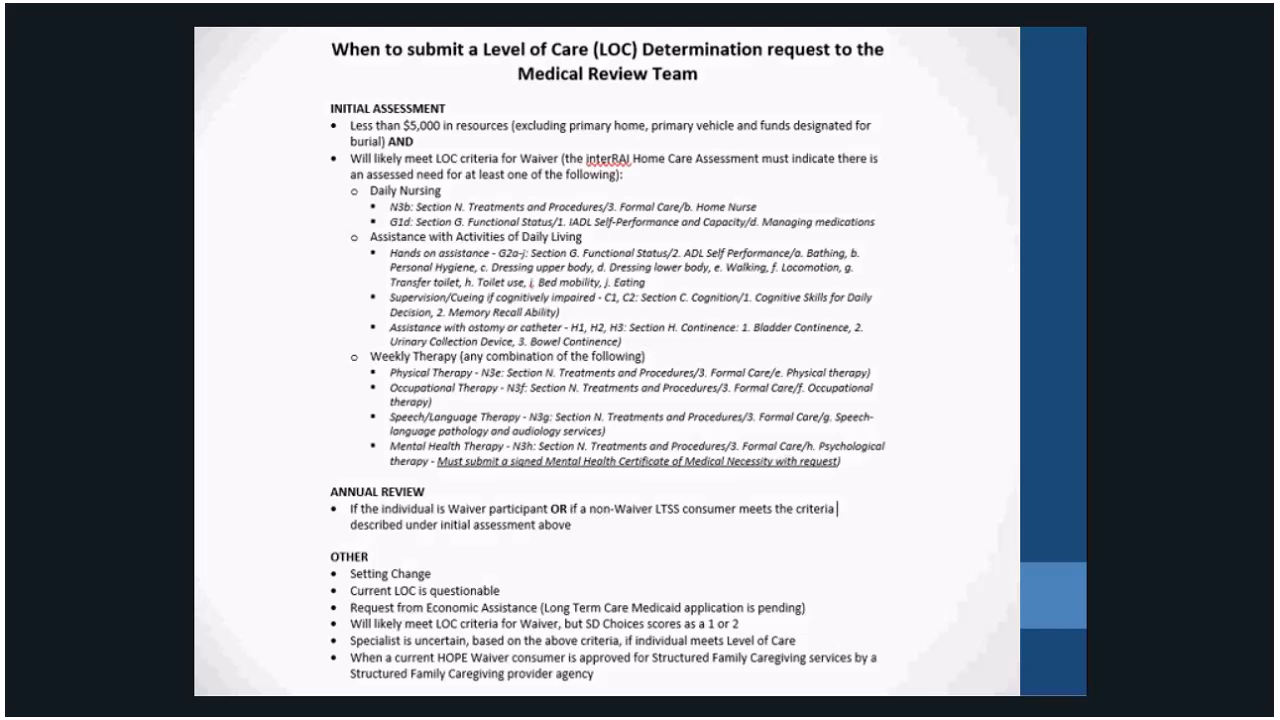 When to submit a Level of Care (LOC) Determination request to the
Medical Review Team
INITIAL ASSESSMENT
• Less than $5,000 in resources (excluding primary home, primary vehicle and funds designated for
burial) AND
• Will likely meet LOC criteria for Waiver (the interRAI Home Care Assessment must indicate there is
an assessed need for at least one of the following):
o Daily Nursing
▪ N3b: Section N. Treatments and Procedures/3. Formal Care/b. Home Nurse
▪ G1d: Section G. Functional Status/1. IADL Self-Performance and Capacity/d. Managing medications
o Assistance with Activities of Daily Living
▪ Hands on assistance - G2a-j: Section G. Functional Status/2. ADL Self Performance/a. Bathing, b.
Personal Hygiene, c. Dressing upper body, d. Dressing lower body, e. Walking, f. Locomotion, g.
Transfer toilet, h. Toilet use, i. Bed mobility, j. Eating
▪ Supervision/Cueing if cognitively impaired - C1, C2: Section C. Cognition/1. Cognitive Skills for Daily
Decision, 2. Memory Recall Ability)
▪ Assistance with ostomy or catheter - H1, H2, H3: Section H. Continence: 1. Bladder Continence, 2.
Urinary Collection Device, 3. Bowel Continence)
o Weekly Therapy (any combination of the following)
▪ Physical Therapy - N3e: Section N. Treatments and Procedures/3. Formal Care/e. Physical therapy)
▪ Occupational Therapy - N3f: Section N. Treatments and Procedures/3. Formal Care/f. Occupational
therapy)
▪ Speech/Language Therapy - N3g: Section N. Treatments and Procedures/3. Formal Care/g. Speech-
language pathology and audiology services)
▪ Mental Health Therapy - N3h: Section N. Treatments and Procedures/3. Formal Care/h. Psychological
therapy - Must submit a signed Mental Health Certificate of Medical Necessity with request)
ANNUAL REVIEW
• If the individual is Waiver participant OR if a non-Waiver LTSS consumer meets the criteria
described under initial assessment above
OTHER
• Setting Change
• Current LOC is questionable
• Request from Economic Assistance (Long Term Care Medicaid application is pending)
• Will likely meet LOC criteria for Waiver, but SD Choices scores as a 1 or 2
• Specialist is uncertain, based on the above criteria, if individual meets Level of Care
• When a current HOPE Waiver consumer is approved for Structured Family Caregiving services by a
Structured Family Caregiving provider agency